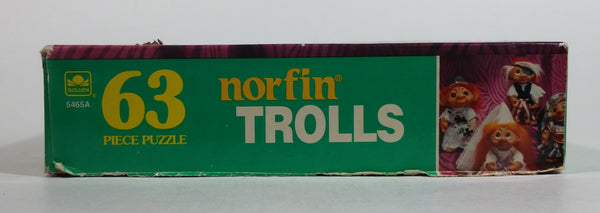 GOLDEN®
5465A
63
PIECE PUZZLE
norfin®
TROLLS